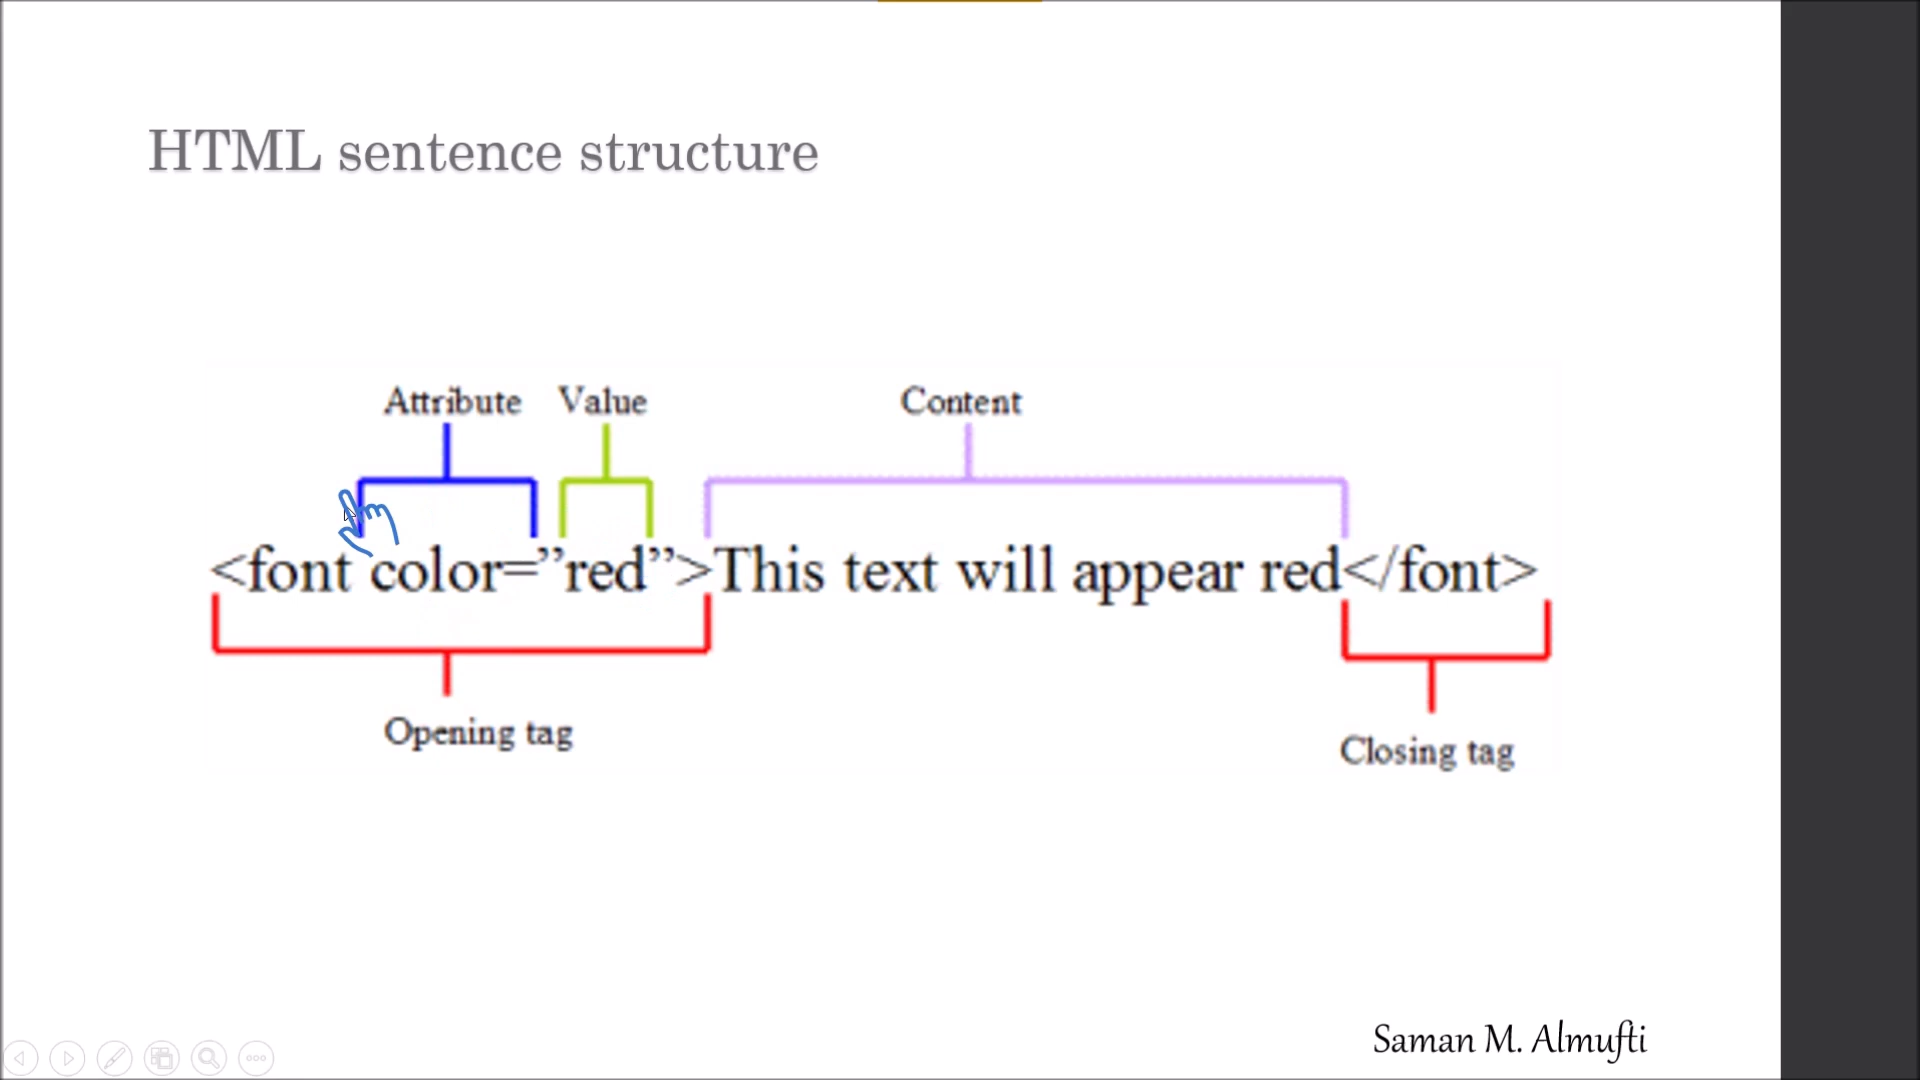 HTML sentence structure
Attribute Value Content
<font color=”red”>This text will appear red</font>
Opening tag
Closing tag
Saman M. Almufti